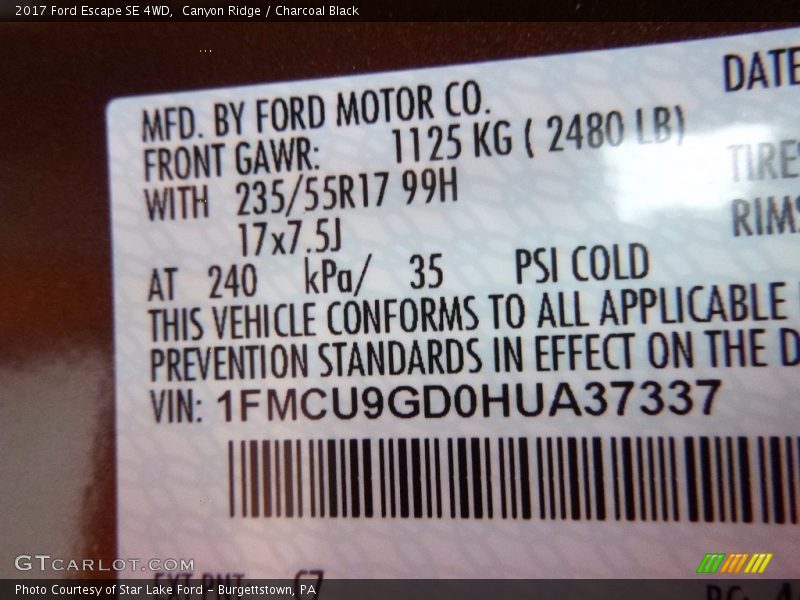 2017 Ford Escape SE 4WD, Canyon Ridge / Charcoal Black
DATE
MFD. BY FORD MOTOR CO.
FRONT GAWR: 1125 KG ( 2480 LB)
TIRES
WITH 235/55R17 99H
RIMS
17x7.5J
AT 240 kPa/ 35 PSI COLD
THIS VEHICLE CONFORMS TO ALL APPLICABLE
PREVENTION STANDARDS IN EFFECT ON THE D
VIN: 1FMCU9GD0HUA37337
GTCARLOT.COM
EXT PNT
Photo Courtesy of Star Lake Ford - Burgettstown, PA